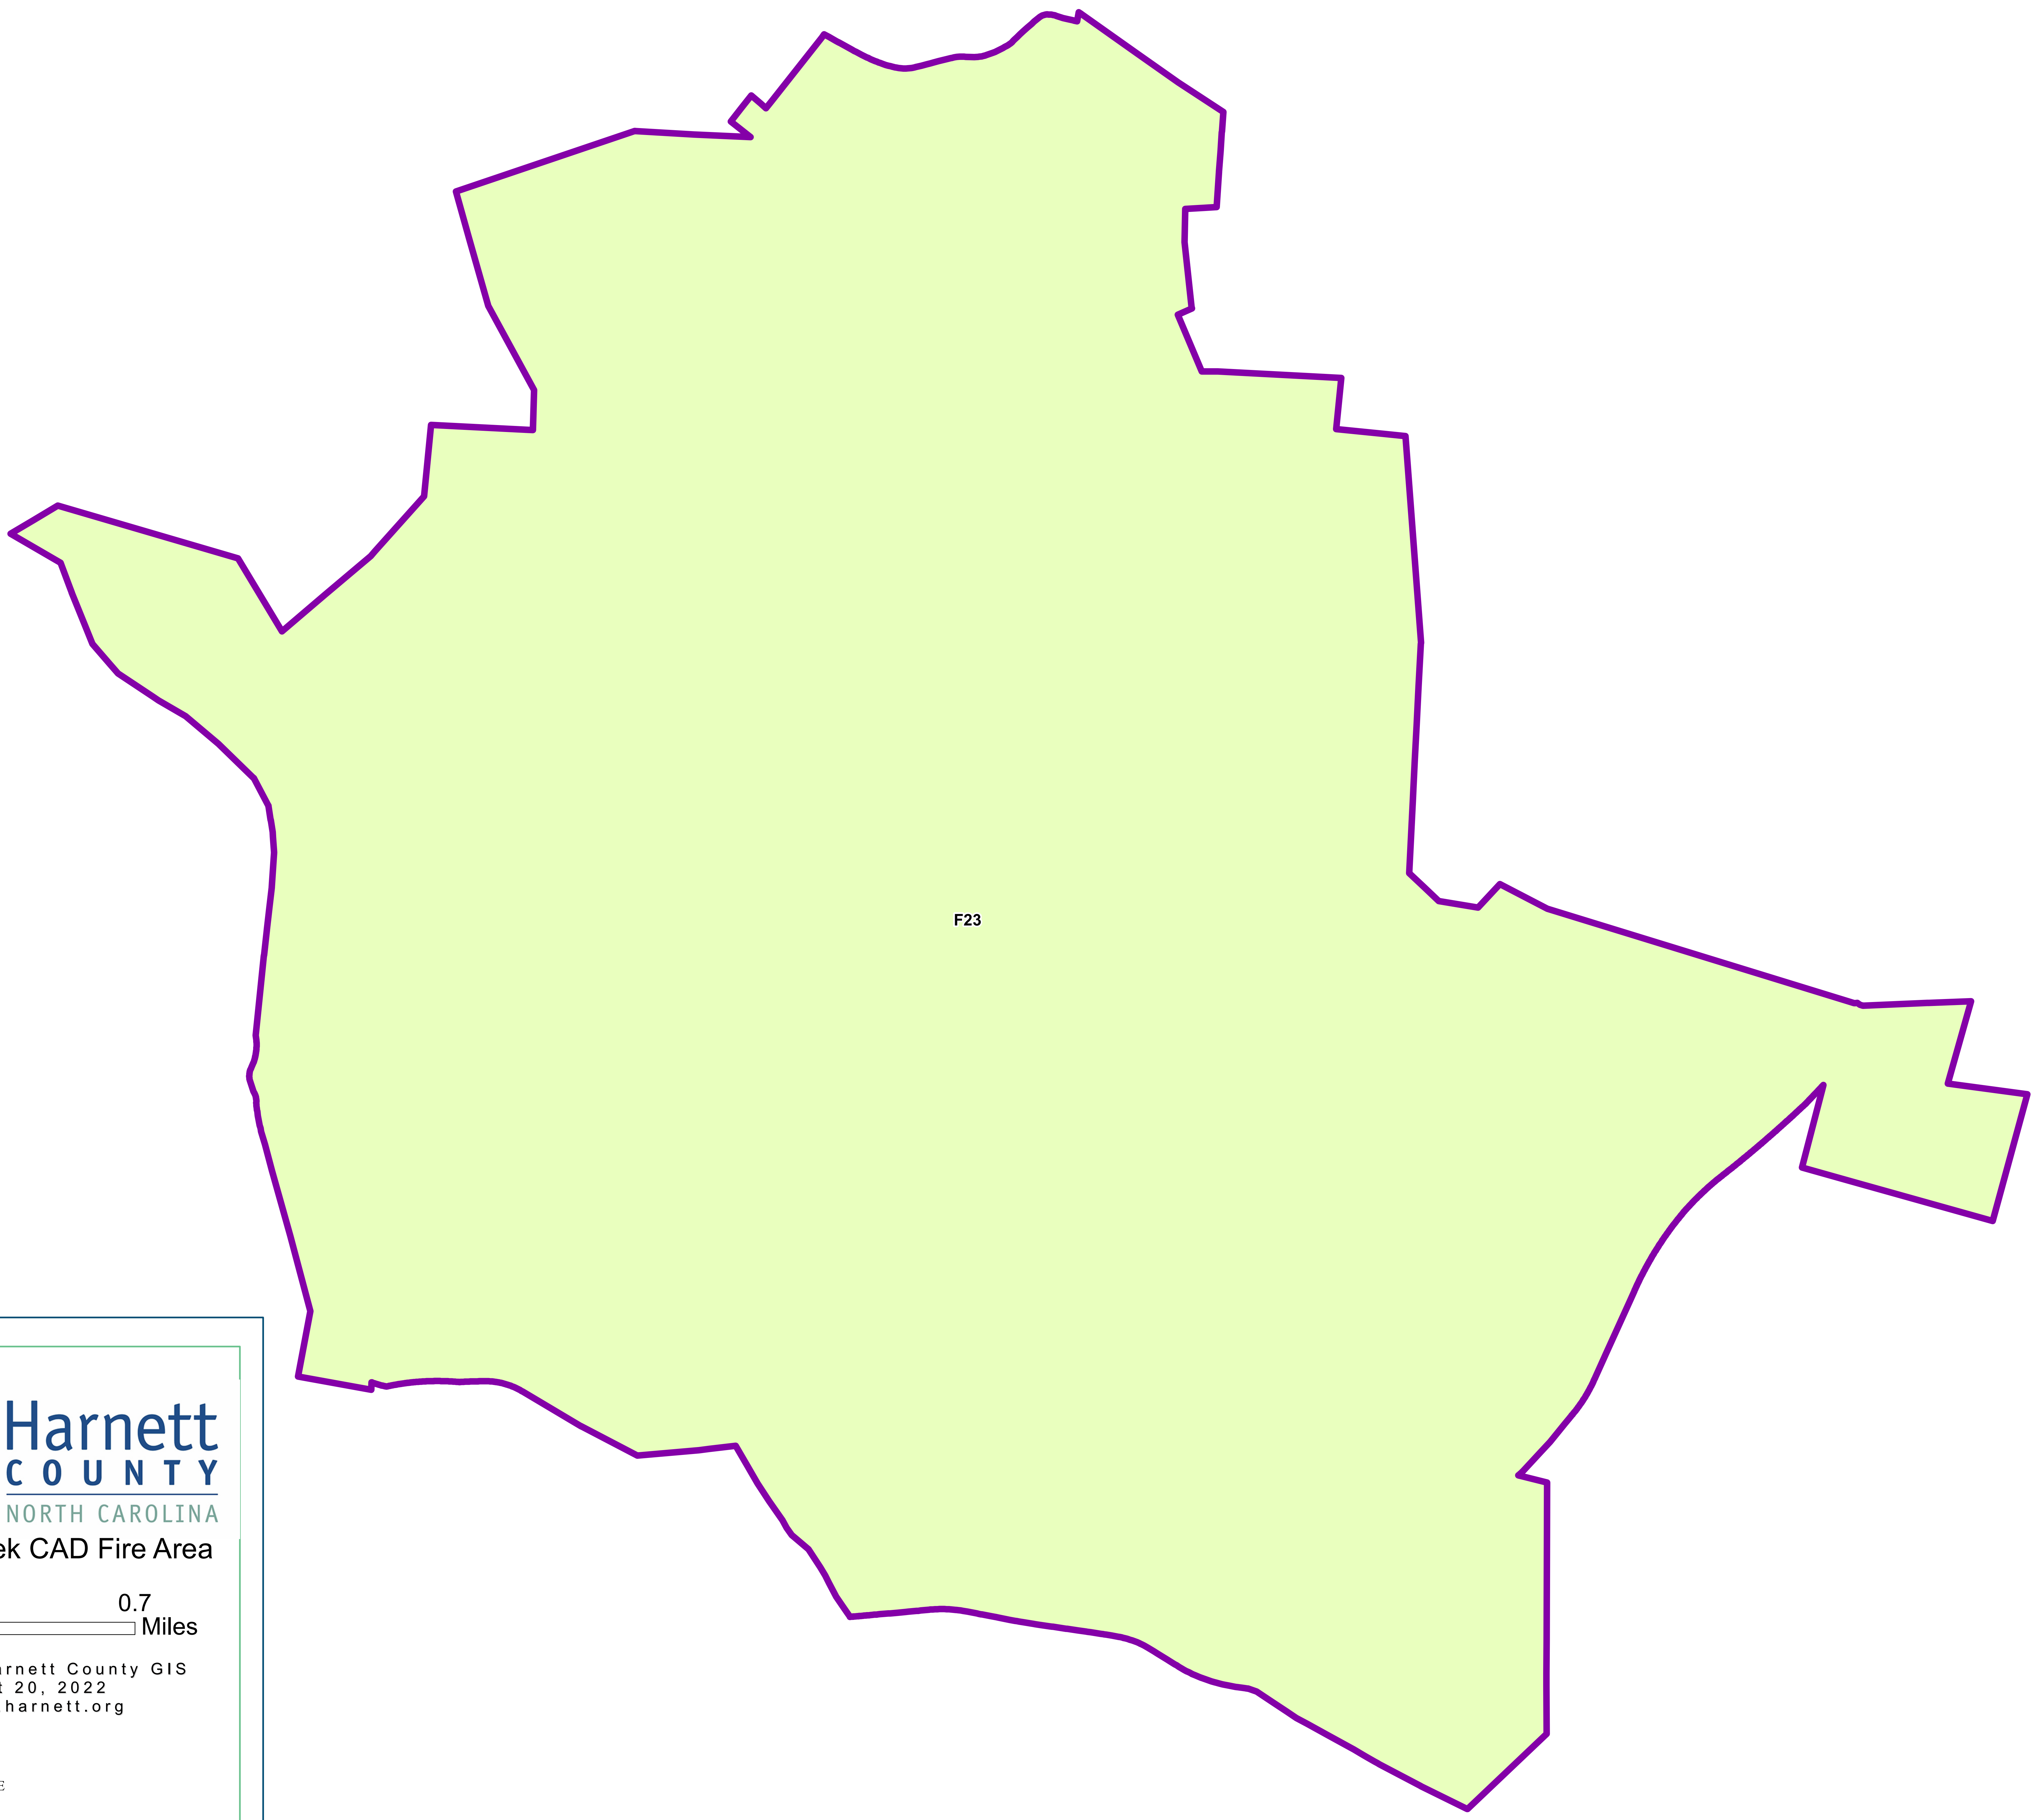 F23
Harnett
COUNTY
NORTH CAROLINA
ek CAD Fire Area
0.7
Miles
rnett County GIS
t 20, 2022
harnett.org
E